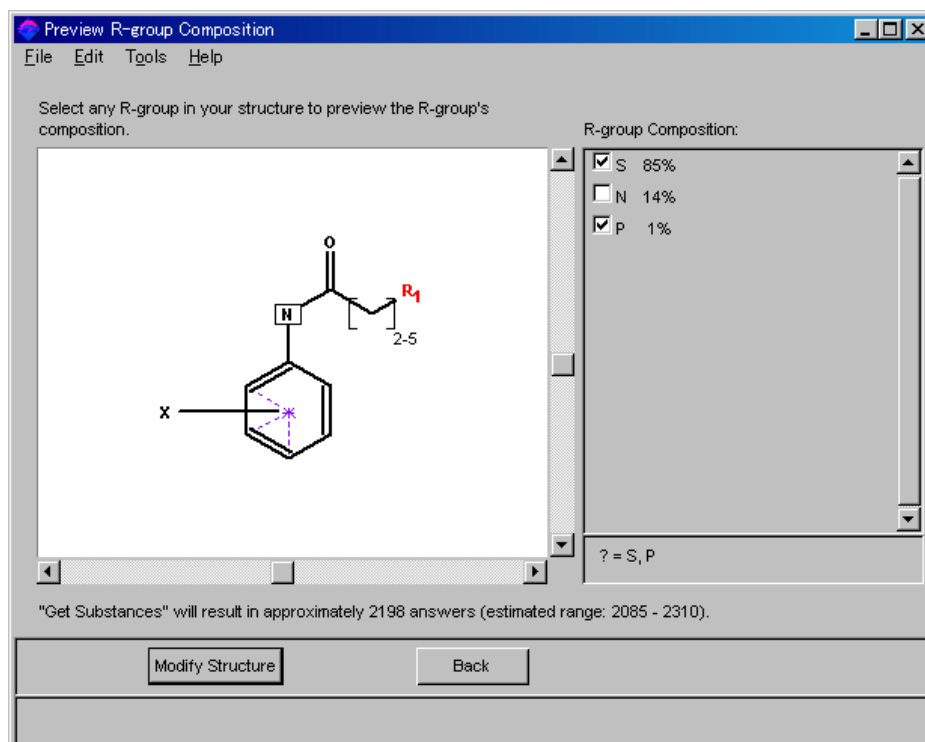 Preview R-group Composition
File Edit Tools Help
Select any R-group in your structure to preview the R-group's
composition.
R-group Composition:
S 85%
N 14%
P 1%
O
R1
N
2-5
X
? = S, P
"Get Substances" will result in approximately 2198 answers (estimated range: 2085 - 2310).
Modify Structure
Back